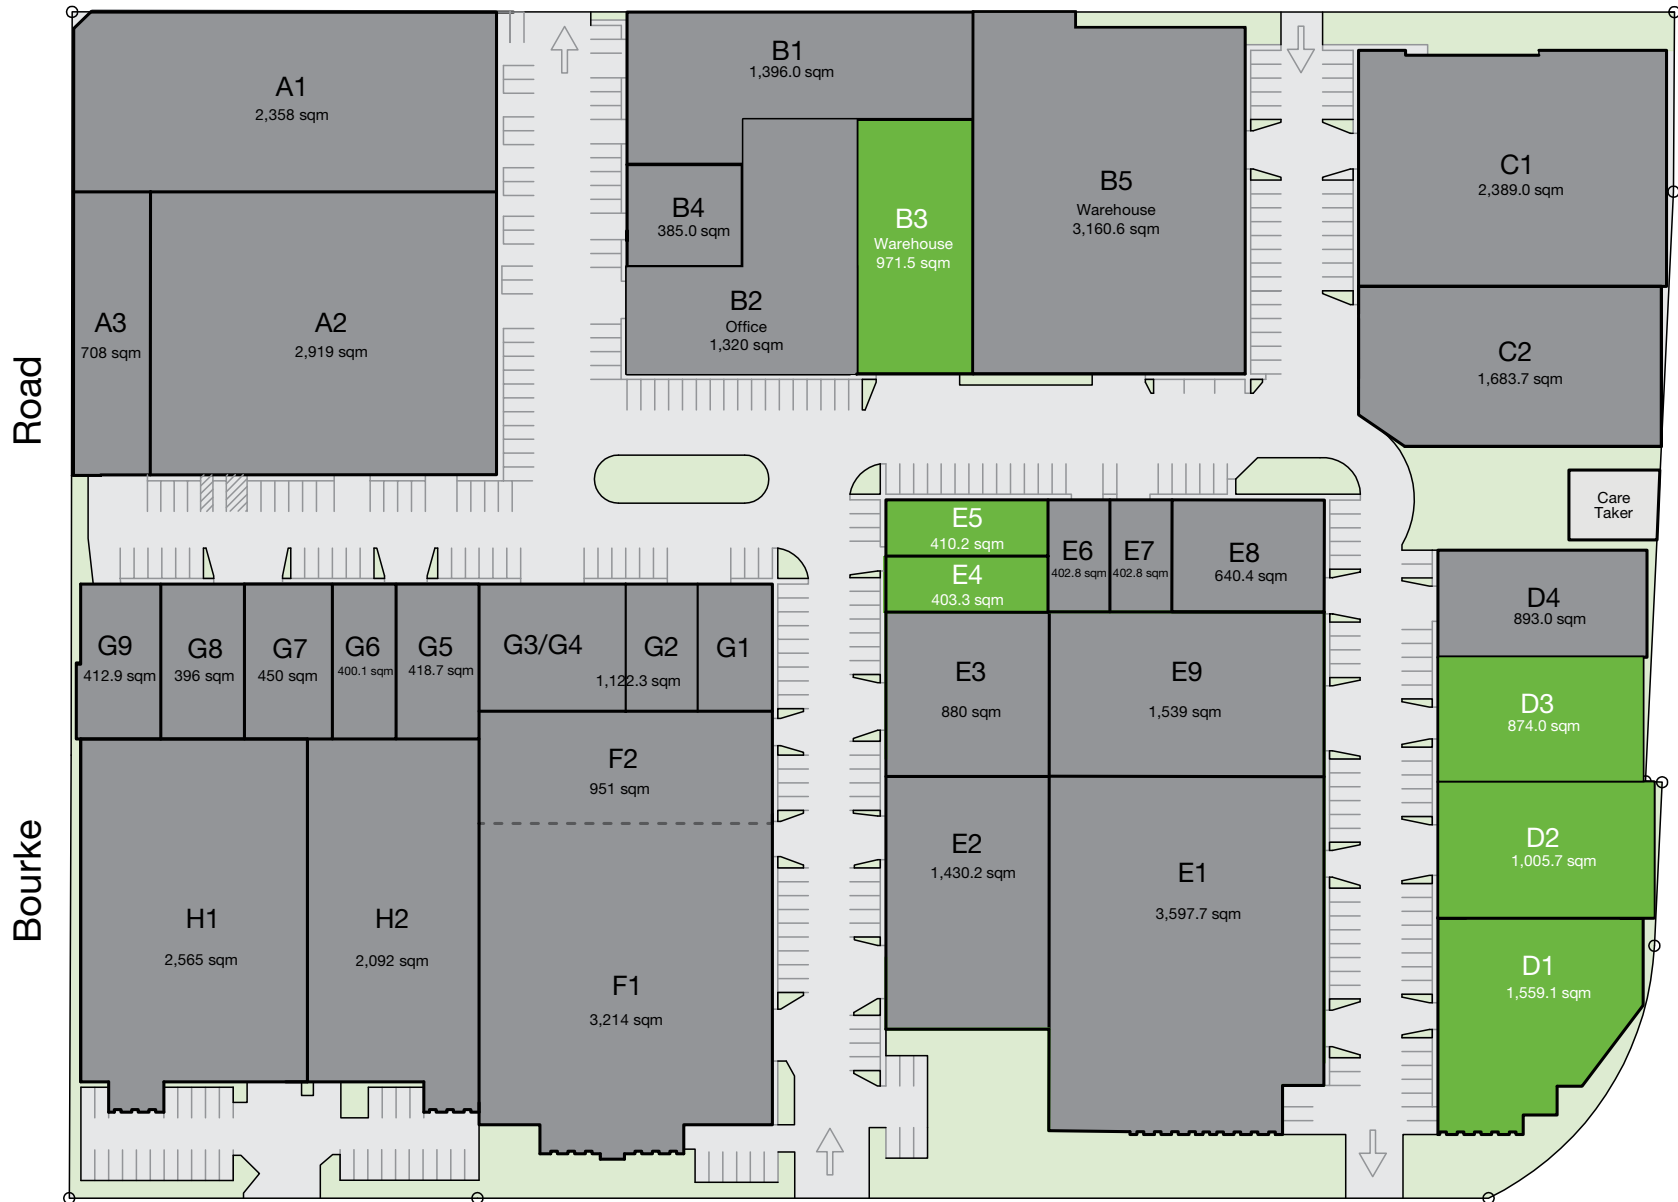 A1
2,358 sqm
A3
708 sqm
A2
2,919 sqm
B1
1,396.0 sqm
B4
385.0 sqm
B2
Office
1,320 sqm
B3
Warehouse
971.5 sqm
B5
Warehouse
3,160.6 sqm
C1
2,389.0 sqm
C2
1,683.7 sqm
Care
Taker
Bourke Road
E5
410.2 sqm
E4
403.3 sqm
E6
402.8 sqm
E7
402.8 sqm
E8
640.4 sqm
E3
880 sqm
E9
1,539 sqm
E2
1,430.2 sqm
E1
3,597.7 sqm
D4
893.0 sqm
D3
874.0 sqm
D2
1,005.7 sqm
D1
1,559.1 sqm
G9
412.9 sqm
G8
396 sqm
G7
450 sqm
G6
400.1 sqm
G5
418.7 sqm
G3/G4
G2
G1
1,122.3 sqm
F2
951 sqm
F1
3,214 sqm
H1
2,565 sqm
H2
2,092 sqm